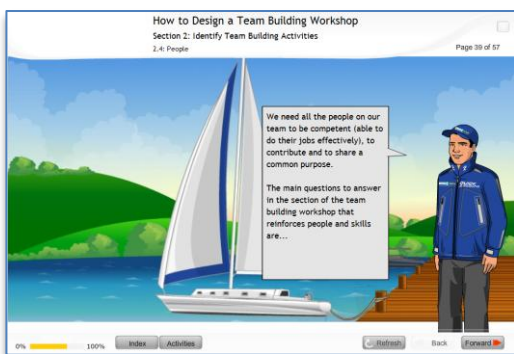 How to Design a Team Building Workshop
Section 2: Identify Team Building Activities
2.4: People
Page 39 of 57
We need all the people on our
team to be competent (able to
do their jobs effectively), to
contribute and to share a
common purpose.
The main questions to answer
in the section of the team
building workshop that
reinforces people and skills
are...
0% 100% Index Activities Refresh Back Forward